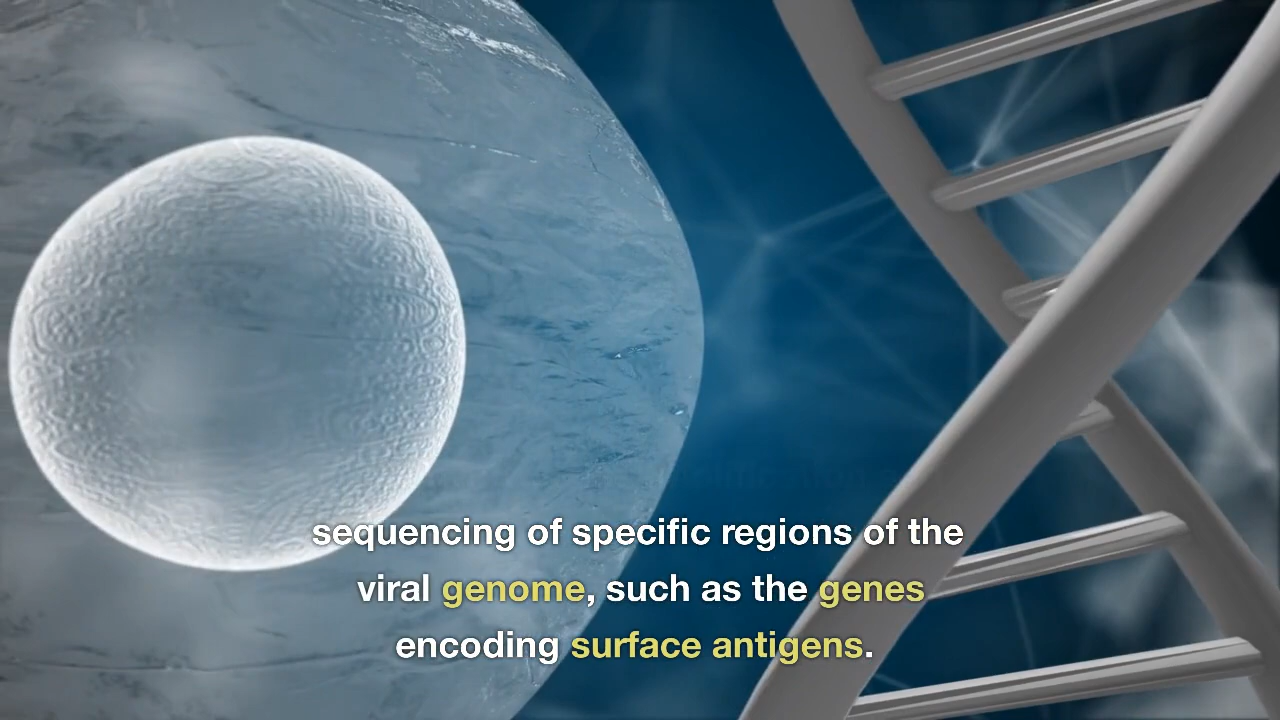 sequencing of specific regions of the
viral genome, such as the genes
encoding surface antigens.